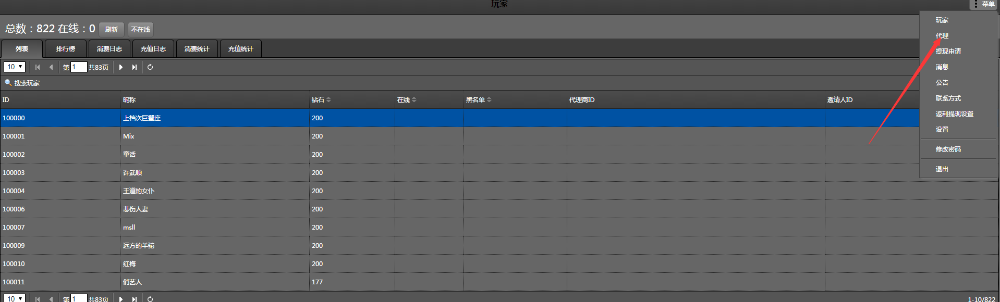 玩家
菜单
总数：822 在线：0 刷新 不在线
列表 排行榜 消费日志 充值日志 消费统计 充值统计
10 第 1 共83页
搜索玩家
ID 昵称 钻石 在线 黑名单 代理商ID 邀请人ID
100000 上档次巨蟹座 200
100001 Mix 200
100002 童话 200
100003 许武顺 200
100004 王道的女仆 200
100006 悲伤人妻 200
100007 msll 200
100009 远方的羊驼 200
100010 红梅 200
100011 俏艺人 177
10 第 1 共83页 1-10/822
玩家
代理
提现申请
消息
公告
联系方式
返利提现设置
设置
修改密码
退出